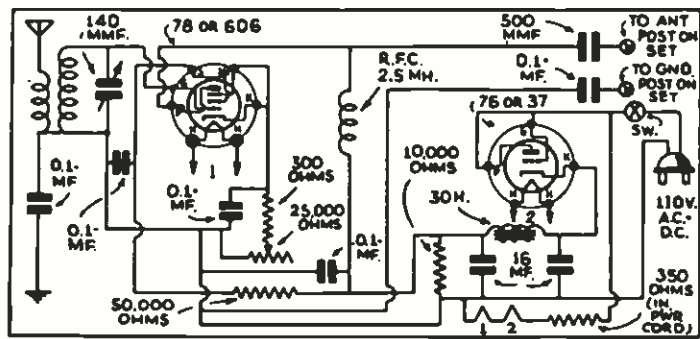 140
MMF.
78 OR 6D6
500
MMF
TO ANT
POST ON
SET
0.1-
MF.
TO GND.
POST ON
SET
R.F.C.
2.5 MH.
76 OR 37
SW.
10,000
OHMS
30H.
110V.
A.C.-
D.C.
0.1-
MF
0.1-
MF.
0.1-
MF.
1
300
OHMS
25,000
OHMS
0.1-
MF.
2
16
MF.
50,000
OHMS
350
OHMS
(IN
PWR
CORD)
1 2